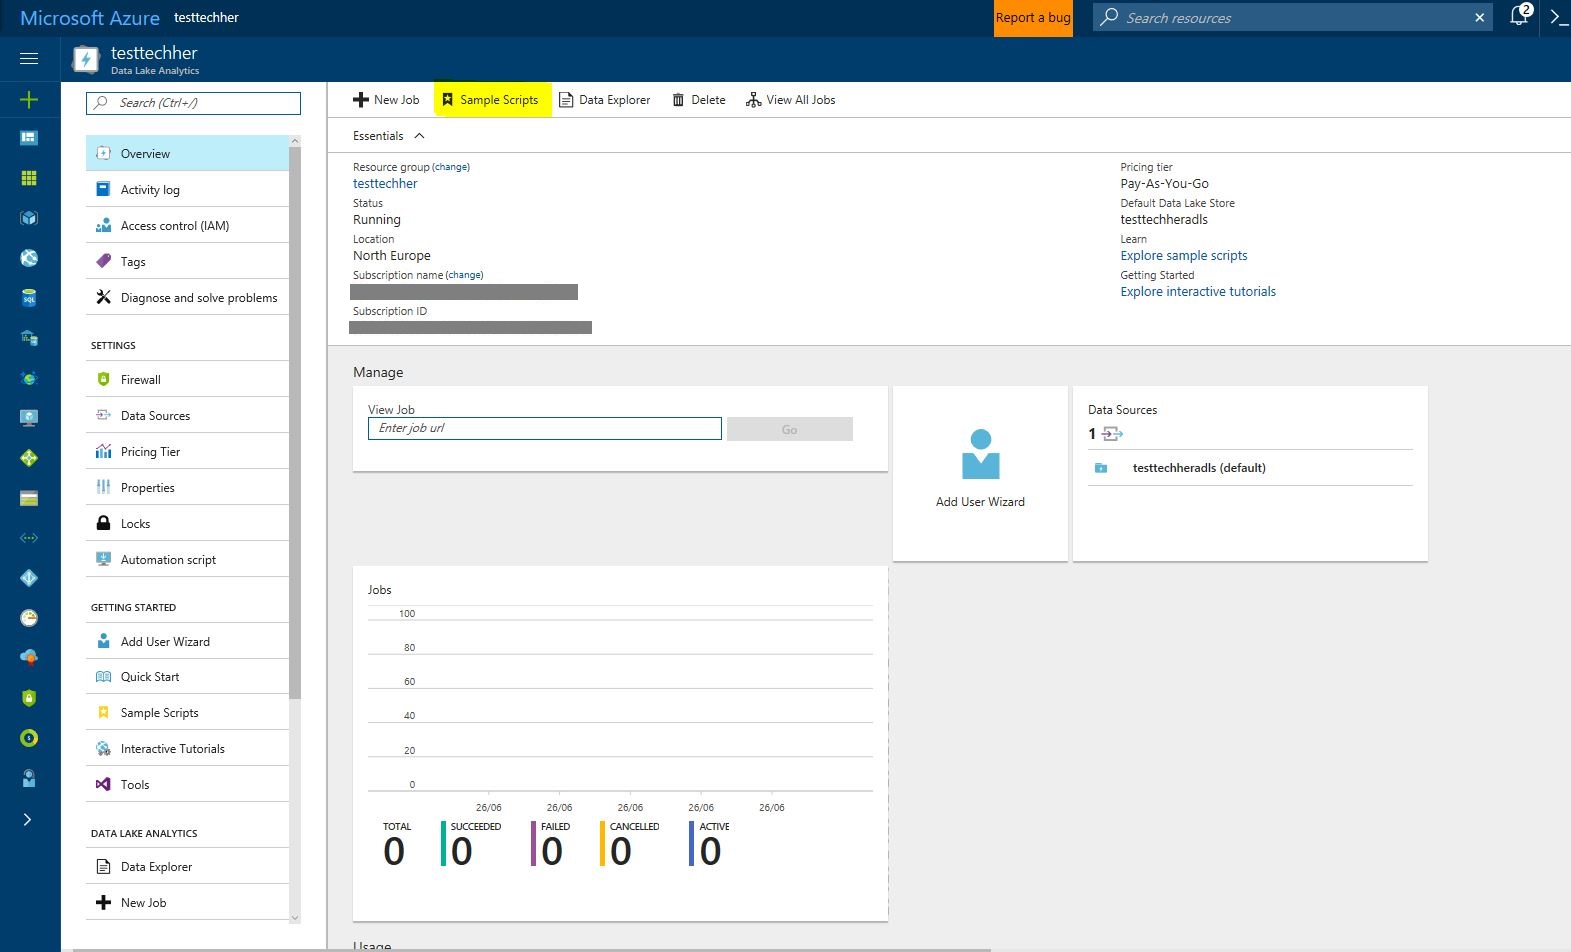 Microsoft Azure testtechher
Report a bug
Search resources
2
testtechher
Data Lake Analytics
Search (Ctrl+/)
Overview
Activity log
Access control (IAM)
Tags
Diagnose and solve problems
SETTINGS
Firewall
Data Sources
Pricing Tier
Properties
Locks
Automation script
GETTING STARTED
Add User Wizard
Quick Start
Sample Scripts
Interactive Tutorials
Tools
DATA LAKE ANALYTICS
Data Explorer
New Job
New Job Sample Scripts Data Explorer Delete View All Jobs
Essentials
Resource group (change)
testtechher
Status
Running
Location
North Europe
Subscription name (change)
Subscription ID
Pricing tier
Pay-As-You-Go
Default Data Lake Store
testtechheradls
Learn
Explore sample scripts
Getting Started
Explore interactive tutorials
Manage
View Job
Enter job url Go
Add User Wizard
Data Sources
1
testtechheradls (default)
Jobs
100
80
60
40
20
0
26/06 26/06 26/06 26/06 26/06
TOTAL SUCCEEDED FAILED CANCELLED ACTIVE
0 0 0 0 0
Usage